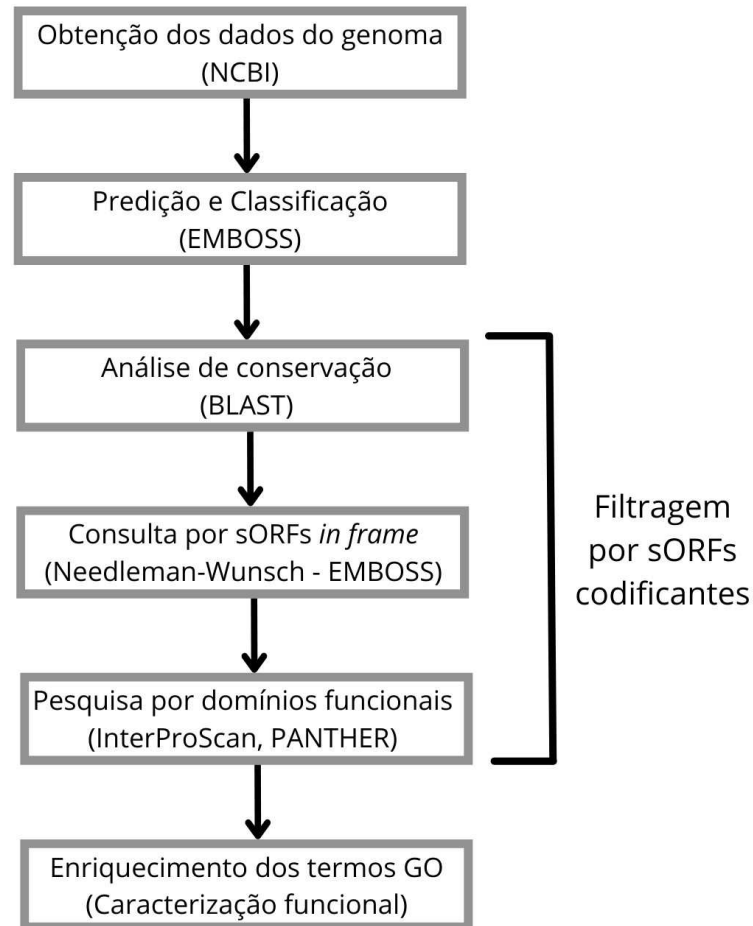 Obtenção dos dados do genoma
(NCBI)
Predição e Classificação
(EMBOSS)
Análise de conservação
(BLAST)
Consulta por sORFs in frame
(Needleman-Wunsch - EMBOSS)
Pesquisa por domínios funcionais
(InterProScan, PANTHER)
Enriquecimento dos termos GO
(Caracterização funcional)
Filtragem
por sORFs
codificantes